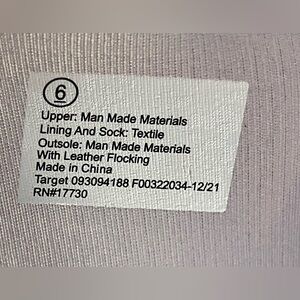 6
Upper: Man Made Materials
Lining And Sock: Textile
Outsole: Man Made Materials
With Leather Flocking
Made in China
Target 093094188 F00322034-12/21
RN#17730